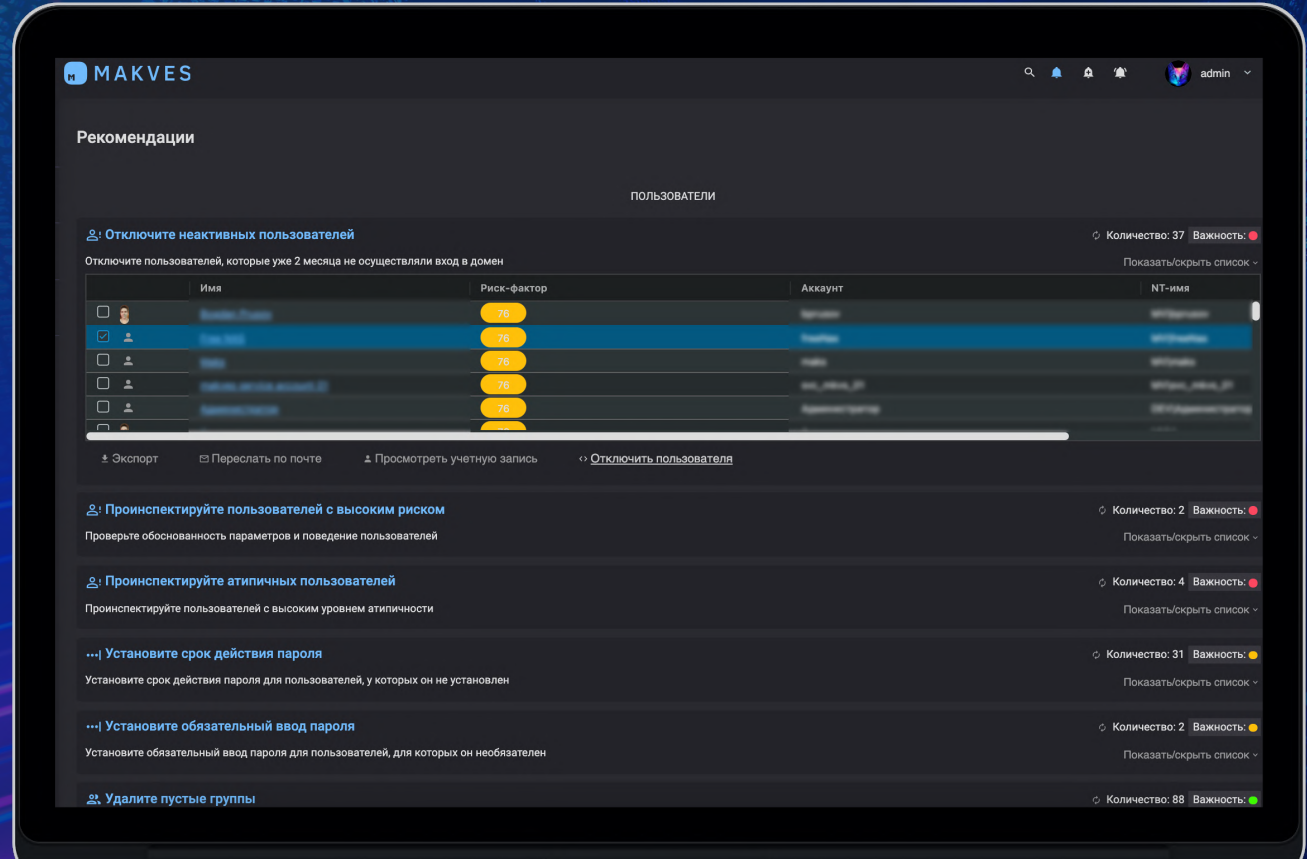 M MAKVES
admin
Рекомендации
ПОЛЬЗОВАТЕЛИ
Отключите неактивных пользователей
Количество: 37 Важность:
Отключите пользователей, которые уже 2 месяца не осуществляли вход в домен
Показать/скрыть список
Имя Риск-фактор Аккаунт NT-имя
76
76
76
76
76
Экспорт Переслать по почте Просмотреть учетную запись Отключить пользователя
Проинспектируйте пользователей с высоким риском
Количество: 2 Важность:
Проверьте обоснованность параметров и поведение пользователей
Показать/скрыть список
Проинспектируйте атипичных пользователей
Количество: 4 Важность:
Проинспектируйте пользователей с высоким уровнем атипичности
Показать/скрыть список
Установите срок действия пароля
Количество: 31 Важность:
Установите срок действия пароля для пользователей, у которых он не установлен
Показать/скрыть список
Установите обязательный ввод пароля
Количество: 2 Важность:
Установите обязательный ввод пароля для пользователей, для которых он необязателен
Показать/скрыть список
Удалите пустые группы
Количество: 88 Важность: